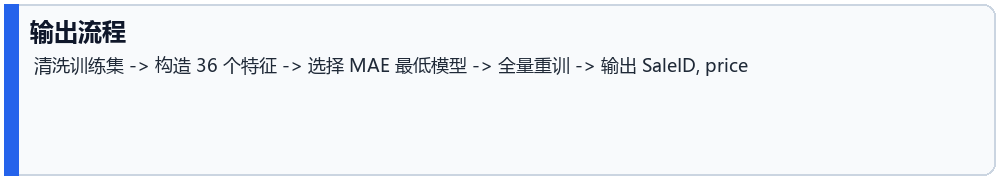 输出流程
清洗训练集 -> 构造 36 个特征 -> 选择 MAE 最低模型 -> 全量重训 -> 输出 SaleID, price